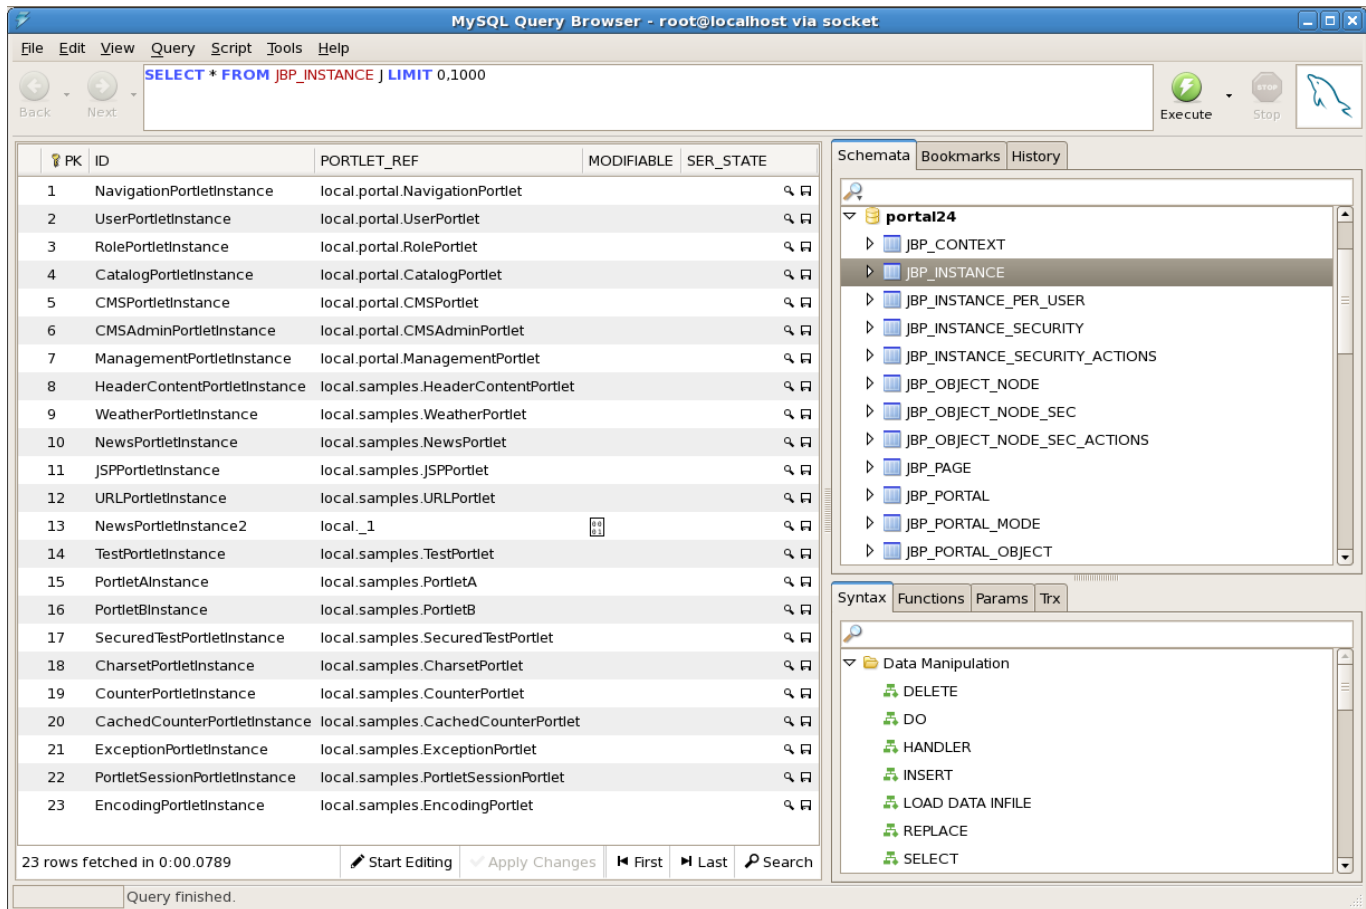 MySQL Query Browser - root@localhost via socket
File Edit View Query Script Tools Help
SELECT * FROM JBP_INSTANCE J LIMIT 0,1000
Back Next Execute STOP Stop
PK ID PORTLET_REF MODIFIABLE SER_STATE
1 NavigationPortletInstance local.portal.NavigationPortlet
2 UserPortletInstance local.portal.UserPortlet
3 RolePortletInstance local.portal.RolePortlet
4 CatalogPortletInstance local.portal.CatalogPortlet
5 CMSPortletInstance local.portal.CMSPortlet
6 CMSAdminPortletInstance local.portal.CMSAdminPortlet
7 ManagementPortletInstance local.portal.ManagementPortlet
8 HeaderContentPortletInstance local.samples.HeaderContentPortlet
9 WeatherPortletInstance local.samples.WeatherPortlet
10 NewsPortletInstance local.samples.NewsPortlet
11 JSPPortletInstance local.samples.JSPPortlet
12 URLPortletInstance local.samples.URLPortlet
13 NewsPortletInstance2 local._1 00 01
14 TestPortletInstance local.samples.TestPortlet
15 PortletAInstance local.samples.PortletA
16 PortletBInstance local.samples.PortletB
17 SecuredTestPortletInstance local.samples.SecuredTestPortlet
18 CharsetPortletInstance local.samples.CharsetPortlet
19 CounterPortletInstance local.samples.CounterPortlet
20 CachedCounterPortletInstance local.samples.CachedCounterPortlet
21 ExceptionPortletInstance local.samples.ExceptionPortlet
22 PortletSessionPortletInstance local.samples.PortletSessionPortlet
23 EncodingPortletInstance local.samples.EncodingPortlet
23 rows fetched in 0:00.0789 Start Editing Apply Changes First Last Search
Query finished.
Schemata Bookmarks History
portal24
JBP_CONTEXT
JBP_INSTANCE
JBP_INSTANCE_PER_USER
JBP_INSTANCE_SECURITY
JBP_INSTANCE_SECURITY_ACTIONS
JBP_OBJECT_NODE
JBP_OBJECT_NODE_SEC
JBP_OBJECT_NODE_SEC_ACTIONS
JBP_PAGE
JBP_PORTAL
JBP_PORTAL_MODE
JBP_PORTAL_OBJECT
Syntax Functions Params Trx
Data Manipulation
DELETE
DO
HANDLER
INSERT
LOAD DATA INFILE
REPLACE
SELECT